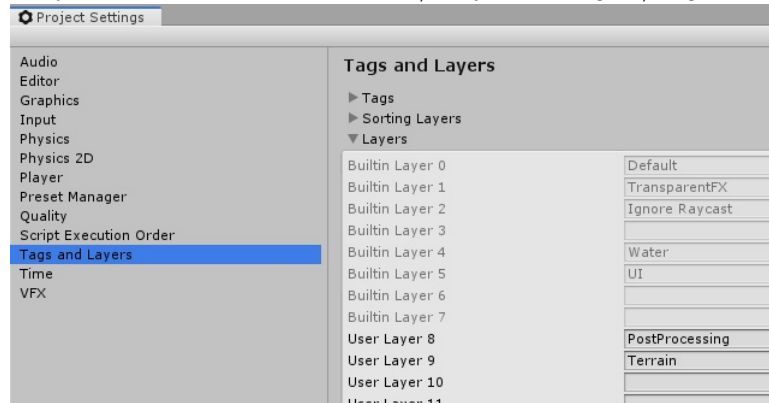 Project Settings
Audio
Editor
Graphics
Input
Physics
Physics 2D
Player
Preset Manager
Quality
Script Execution Order
Tags and Layers
Time
VFX
Tags and Layers
Tags
Sorting Layers
Layers
Builtin Layer 0 Default
Builtin Layer 1 TransparentFX
Builtin Layer 2 Ignore Raycast
Builtin Layer 3
Builtin Layer 4 Water
Builtin Layer 5 UI
Builtin Layer 6
Builtin Layer 7
User Layer 8 PostProcessing
User Layer 9 Terrain
User Layer 10